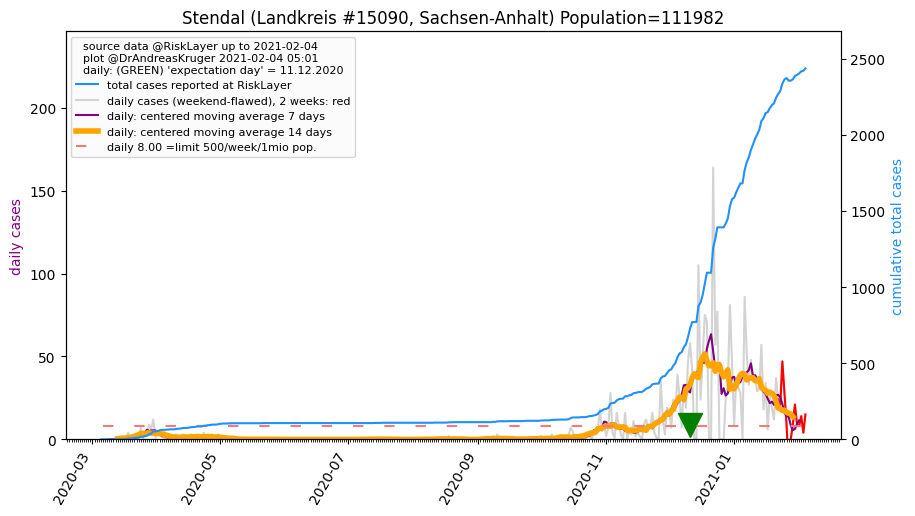 Stendal (Landkreis #15090, Sachsen-Anhalt) Population=111982
source data @RiskLayer up to 2021-02-04
plot @DrAndreasKruger 2021-02-04 05:01
daily: (GREEN) 'expectation day' = 11.12.2020
total cases reported at RiskLayer
daily cases (weekend-flawed), 2 weeks: red
daily: centered moving average 7 days
daily: centered moving average 14 days
daily 8.00 =limit 500/week/1mio pop.
daily cases
200
150
100
50
0
cumulative total cases
2500
2000
1500
1000
500
0
2020-03
2020-05
2020-07
2020-09
2020-11
2021-01